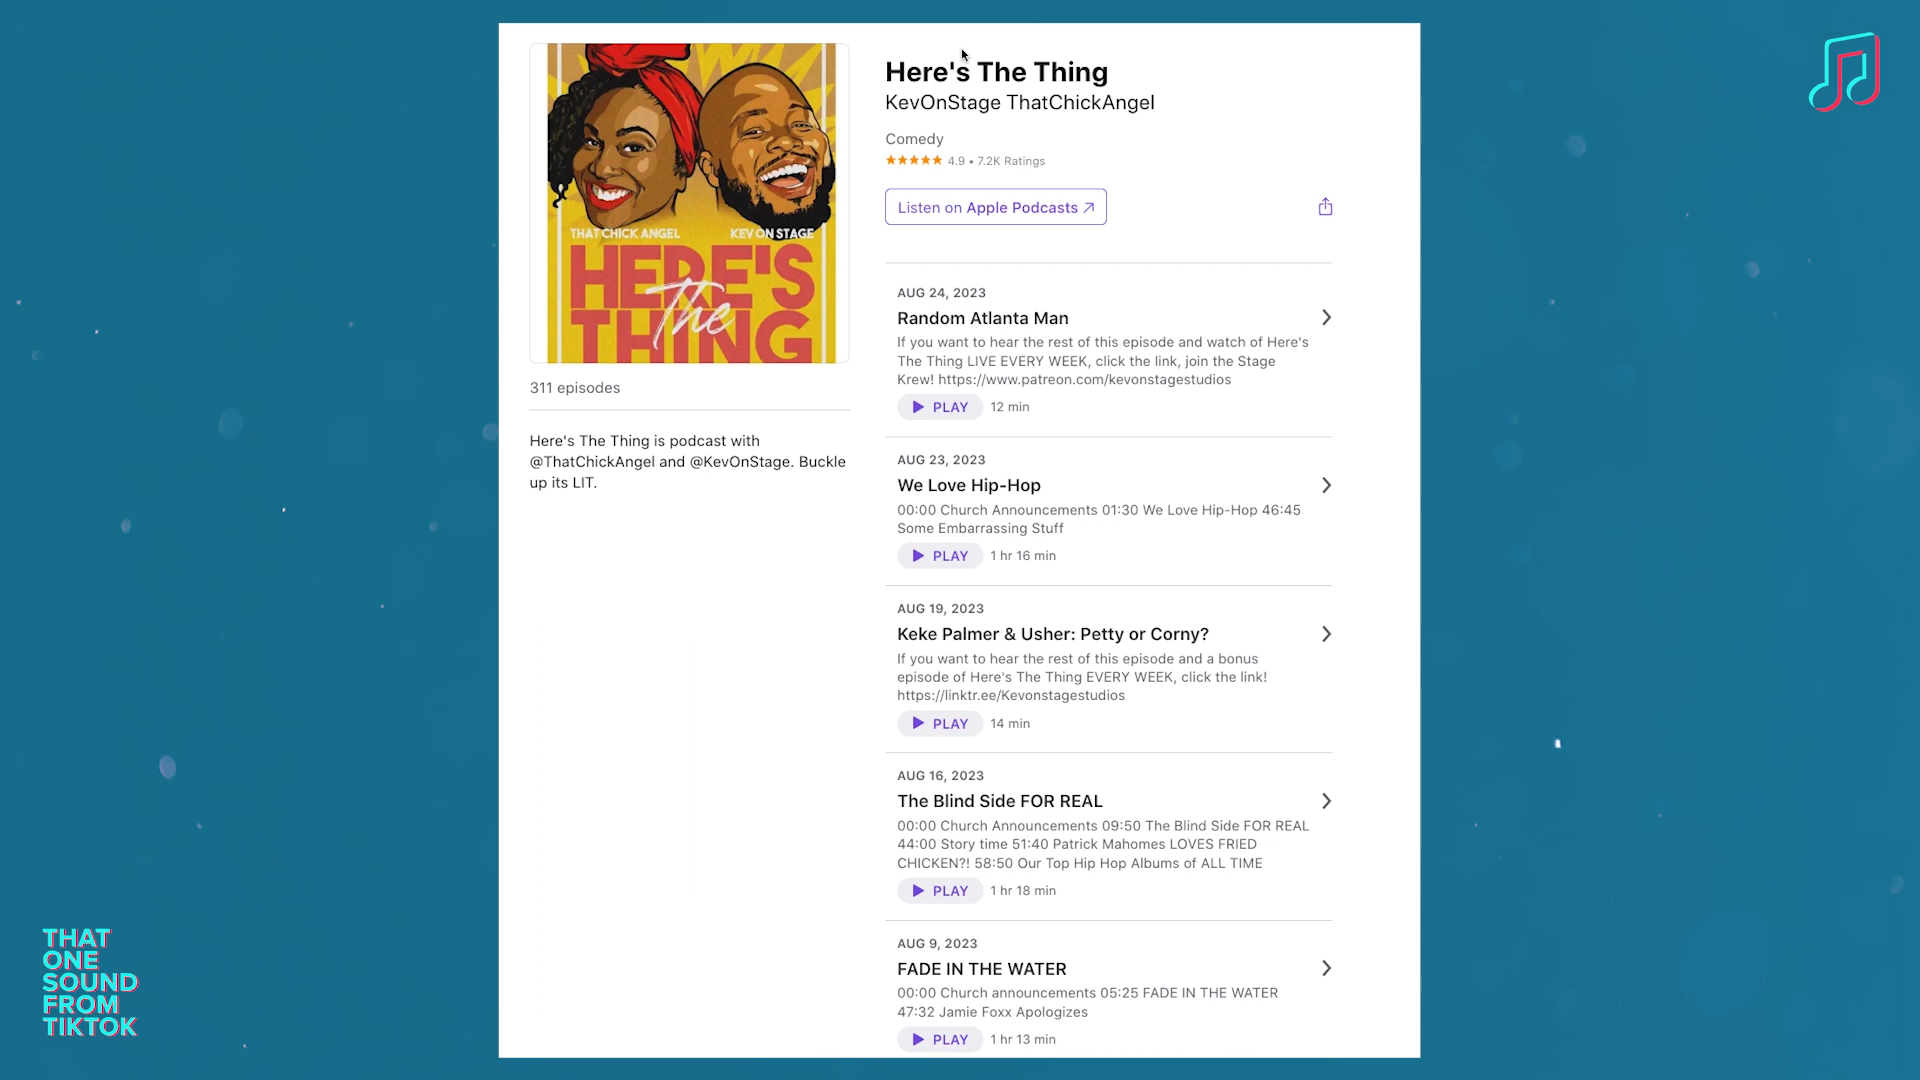 THAT CHICK ANGEL
KEV ON STAGE
HERE'S
The
THING
311 episodes
Here's The Thing is podcast with
@ThatChickAngel and @KevOnStage. Buckle
up its LIT.
Here's The Thing
KevOnStage ThatChickAngel
Comedy
★★★★★ 4.9 • 7.2K Ratings
Listen on Apple Podcasts ↗
AUG 24, 2023
Random Atlanta Man
If you want to hear the rest of this episode and watch of Here's
The Thing LIVE EVERY WEEK, click the link, join the Stage
Krew! https://www.patreon.com/kevonstagestudios
PLAY 12 min
AUG 23, 2023
We Love Hip-Hop
00:00 Church Announcements 01:30 We Love Hip-Hop 46:45
Some Embarrassing Stuff
PLAY 1 hr 16 min
AUG 19, 2023
Keke Palmer & Usher: Petty or Corny?
If you want to hear the rest of this episode and a bonus
episode of Here's The Thing EVERY WEEK, click the link!
https://linktr.ee/Kevonstagestudios
PLAY 14 min
AUG 16, 2023
The Blind Side FOR REAL
00:00 Church Announcements 09:50 The Blind Side FOR REAL
44:00 Story time 51:40 Patrick Mahomes LOVES FRIED
CHICKEN?! 58:50 Our Top Hip Hop Albums of ALL TIME
PLAY 1 hr 18 min
AUG 9, 2023
FADE IN THE WATER
00:00 Church announcements 05:25 FADE IN THE WATER
47:32 Jamie Foxx Apologizes
PLAY 1 hr 13 min
THAT
ONE
SOUND
FROM
TIKTOK